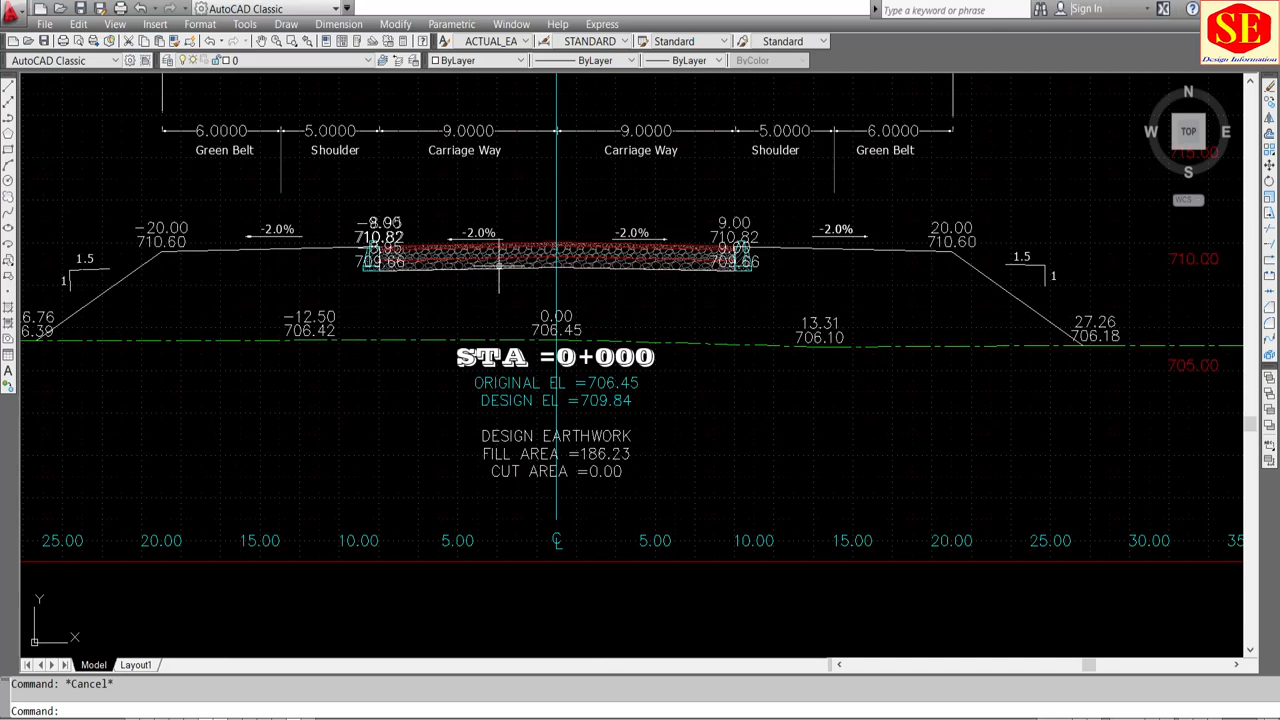 AutoCAD Classic
Type a keyword or phrase
Sign In
SE
Design Information
File Edit View Insert Format Tools Draw Dimension Modify Parametric Window Help Express
ACTUAL_EA STANDARD Standard Standard
AutoCAD Classic 0 ByLayer ByLayer ByLayer ByColor
N
W TOP E
S
WCS
715.00
6.0000 5.0000 9.0000 9.0000 5.0000 6.0000
Green Belt Shoulder Carriage Way Carriage Way Shoulder Green Belt
-20.00 9.00 20.00
710.60 710.82 710.82 710.60
-2.0% -2.0% -2.0% -2.0%
1.5 709.66 1.5 710.00
1 1
6.76 -12.50 0.00 13.31 27.26
6.39 706.42 706.45 706.10 706.18
STA =0+000
705.00
ORIGINAL EL =706.45
DESIGN EL =709.84
DESIGN EARTHWORK
FILL AREA =186.23
CUT AREA =0.00
25.00 20.00 15.00 10.00 5.00 5.00 10.00 15.00 20.00 25.00 30.00 35
Y
X
Model Layout1
Command: *Cancel*
Command: